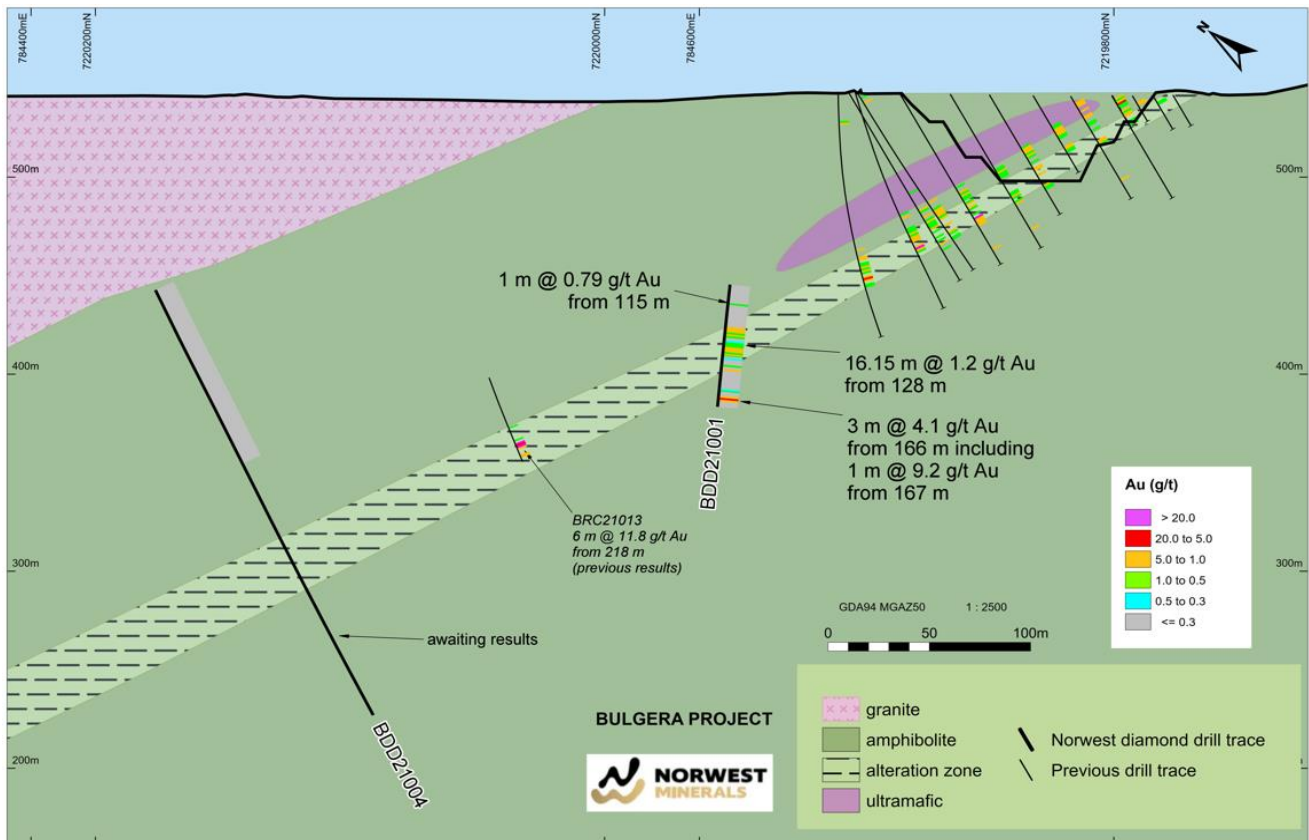 784400mE
7220200mN
7220000mN
784600mE
7219800mN
N
500m
500m
400m
400m
300m
300m
200m
1 m @ 0.79 g/t Au
from 115 m
16.15 m @ 1.2 g/t Au
from 128 m
3 m @ 4.1 g/t Au
from 166 m including
1 m @ 9.2 g/t Au
from 167 m
BDD21001
BRC21013
6 m @ 11.8 g/t Au
from 218 m
(previous results)
awaiting results
BDD21004
Au (g/t)
> 20.0
20.0 to 5.0
5.0 to 1.0
1.0 to 0.5
0.5 to 0.3
<= 0.3
GDA94 MGAZ50 1 : 2500
0 50 100m
BULGERA PROJECT
NORWEST
MINERALS
granite
amphibolite
alteration zone
ultramafic
Norwest diamond drill trace
Previous drill trace